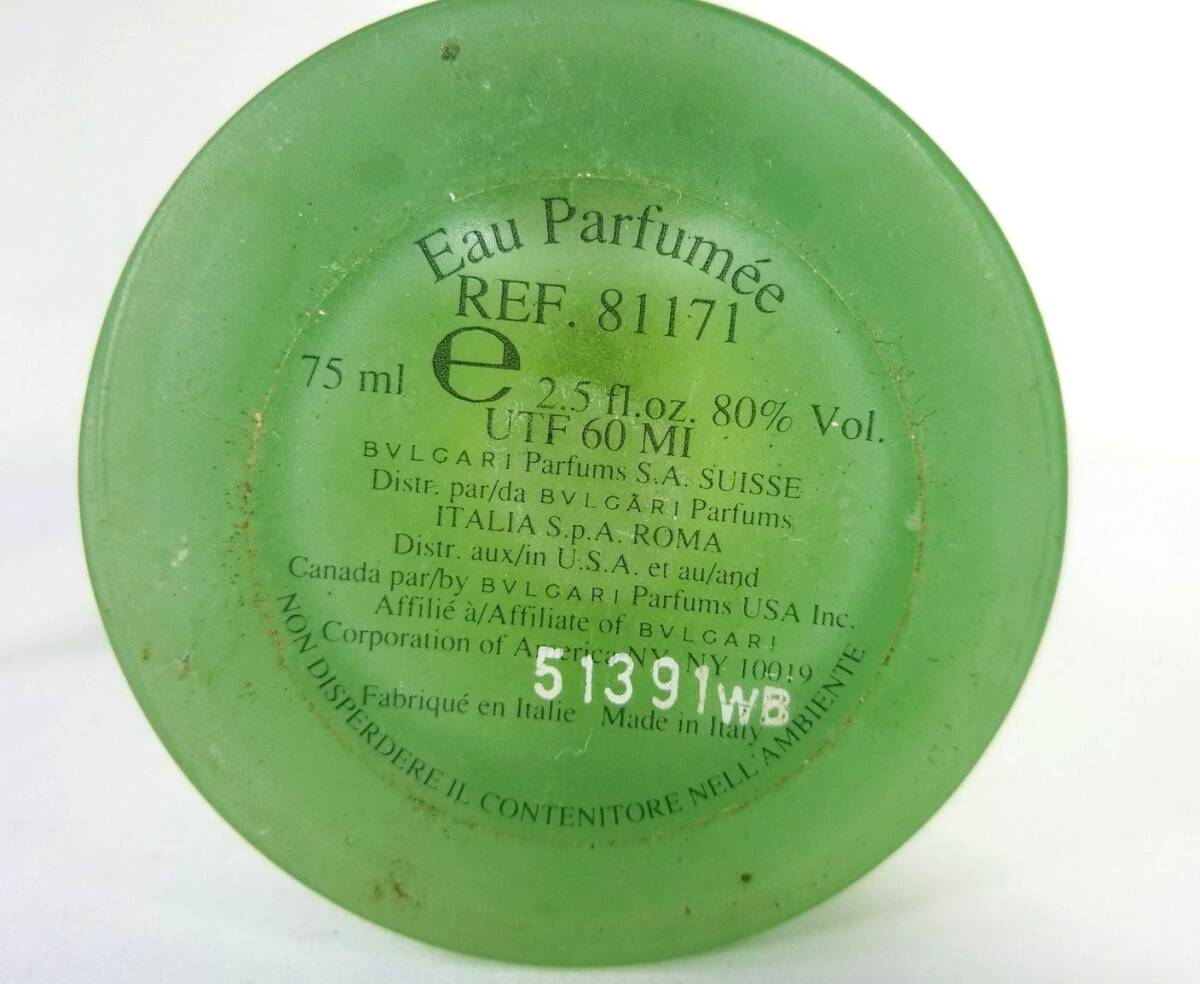 Eau Parfumée
REF. 81171
75 ml e 2.5 fl.oz. 80% Vol.
UTF 60 MI
BVLGARI Parfums S.A. SUISSE
Distr. par/da BVLGARI Parfums
ITALIA S.p.A. ROMA
Distr. aux/in U.S.A. et au/and
Canada par/by BVLGARI Parfums USA Inc.
Affilié à/Affiliate of BVLGARI
Corporation of America NY, NY 10019
51391WB
Fabriqué en Italie Made in Italy
NON DISPERDERE IL CONTENITORE NELL'AMBIENTE